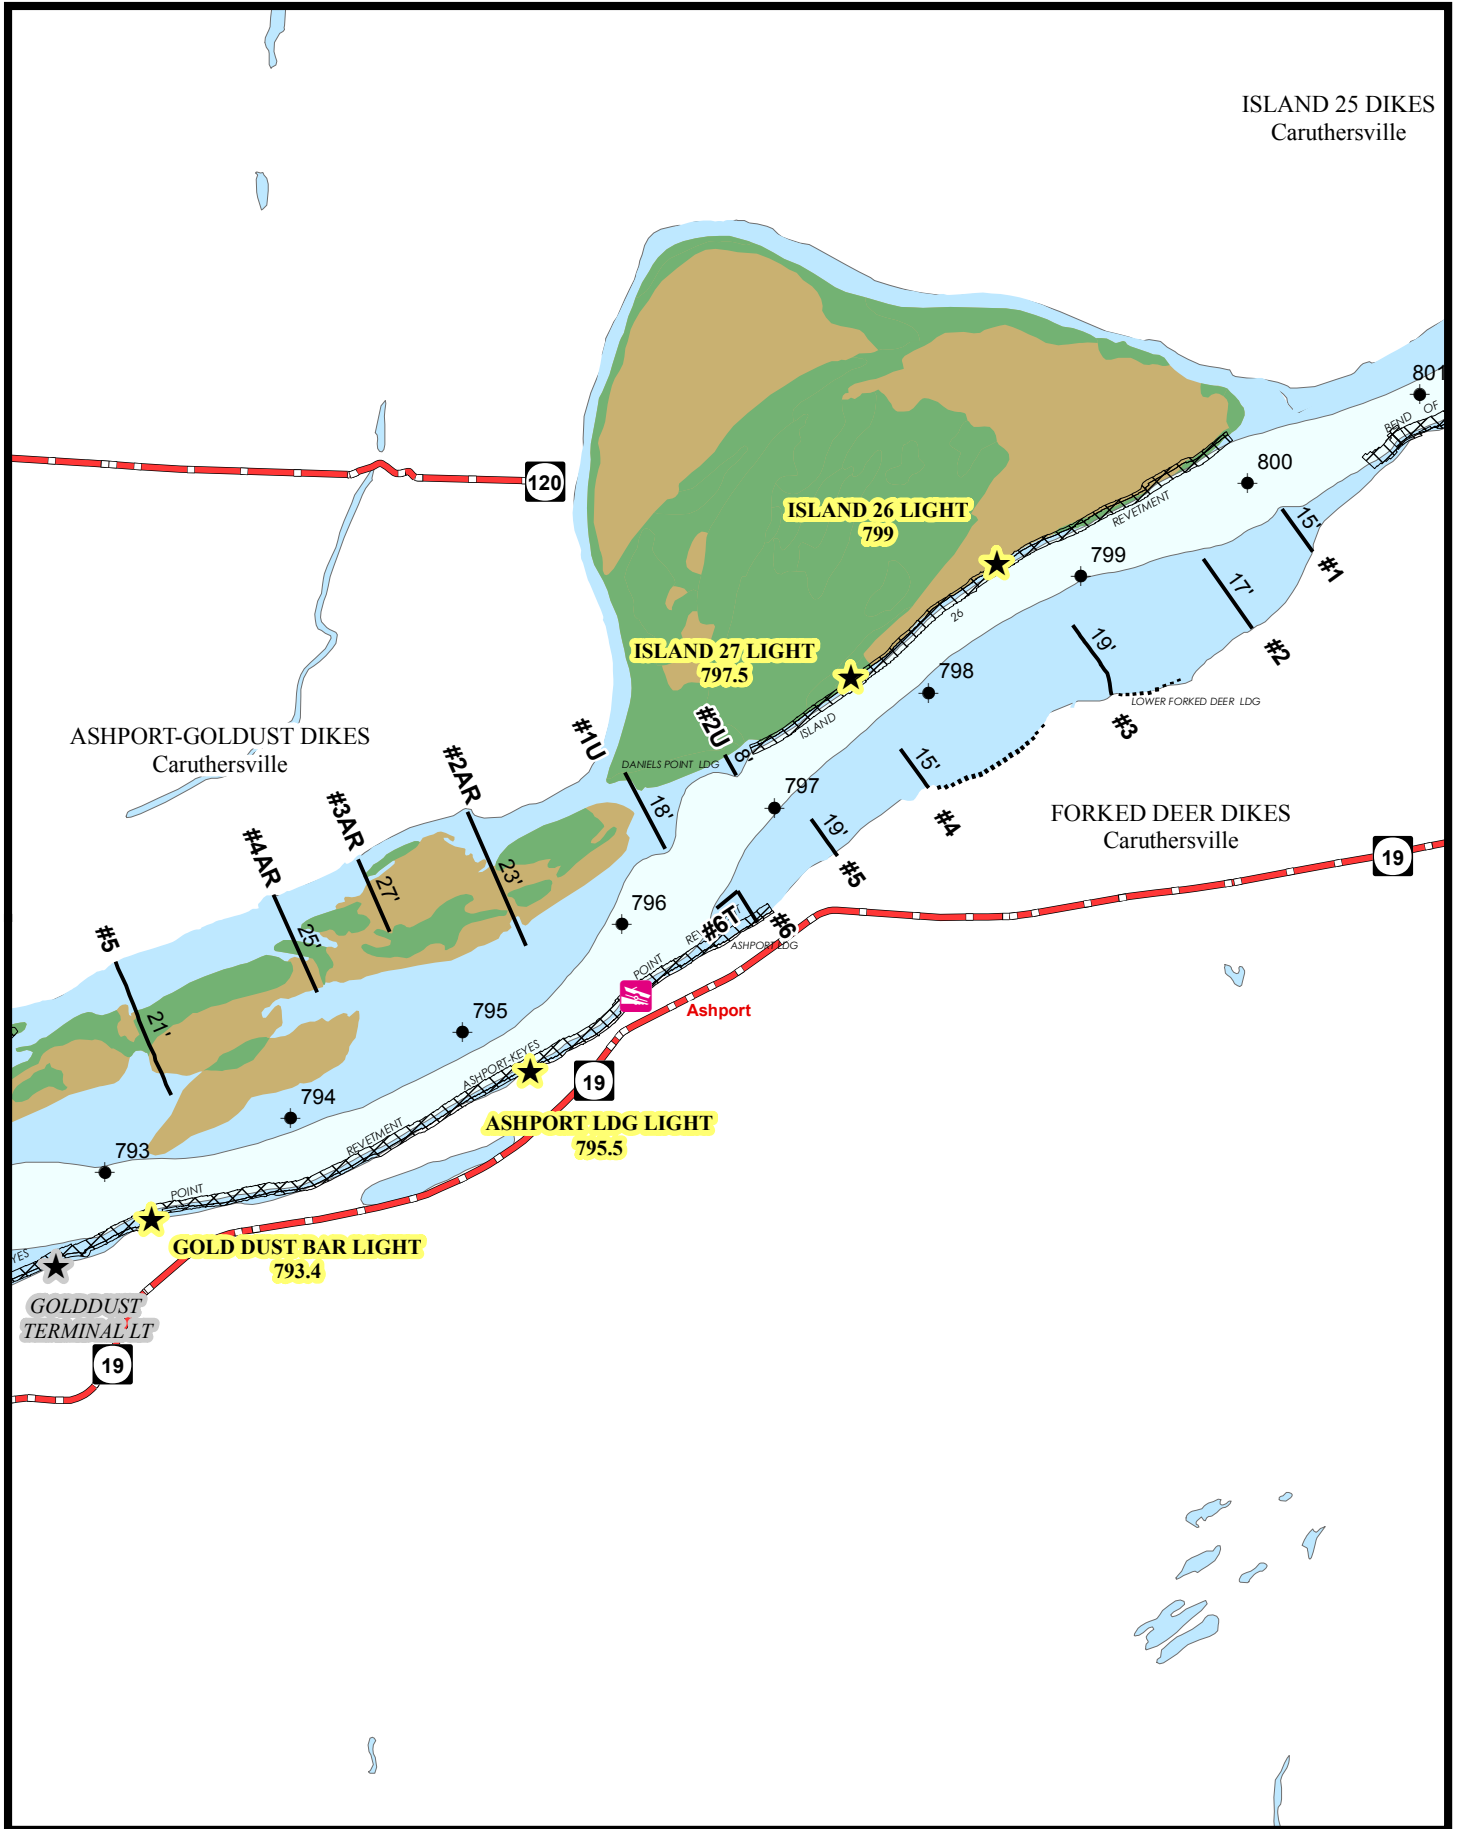 ISLAND 25 DIKES
Caruthersville
801
BEND OF
120
800
ISLAND 26 LIGHT
799
REVETMENT
15'
#1
799
17'
#2
26
19'
ISLAND 27 LIGHT
797.5
798
LOWER FORKED DEER LDG
#3
ASHPORT-GOLDUST DIKES
Caruthersville
#1U
#2U
ISLAND
8'
DANIELS POINT LDG
15'
#4
#2AR
18'
797
FORKED DEER DIKES
Caruthersville
#3AR
19'
#5
19
#4AR
23'
27'
796
#6T
#6
#5
25'
ASHPORT LDG
POINT
21'
795
Ashport
ASHPORT-KEYES
19
794
ASHPORT LDG LIGHT
795.5
REVETMENT
793
POINT
GOLD DUST BAR LIGHT
793.4
GOLDDUST
TERMINAL LT
19